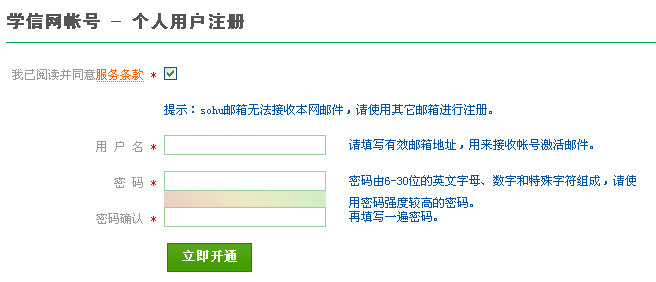 学信网帐号 - 个人用户注册
我已阅读并同意服务条款 *
提示：sohu邮箱无法接收本网邮件，请使用其它邮箱进行注册。
用 户 名 * 请填写有效邮箱地址，用来接收帐号激活邮件。
密 码 * 密码由6-30位的英文字母、数字和特殊字符组成，请使
用密码强度较高的密码。
密码确认 * 再填写一遍密码。
立即开通